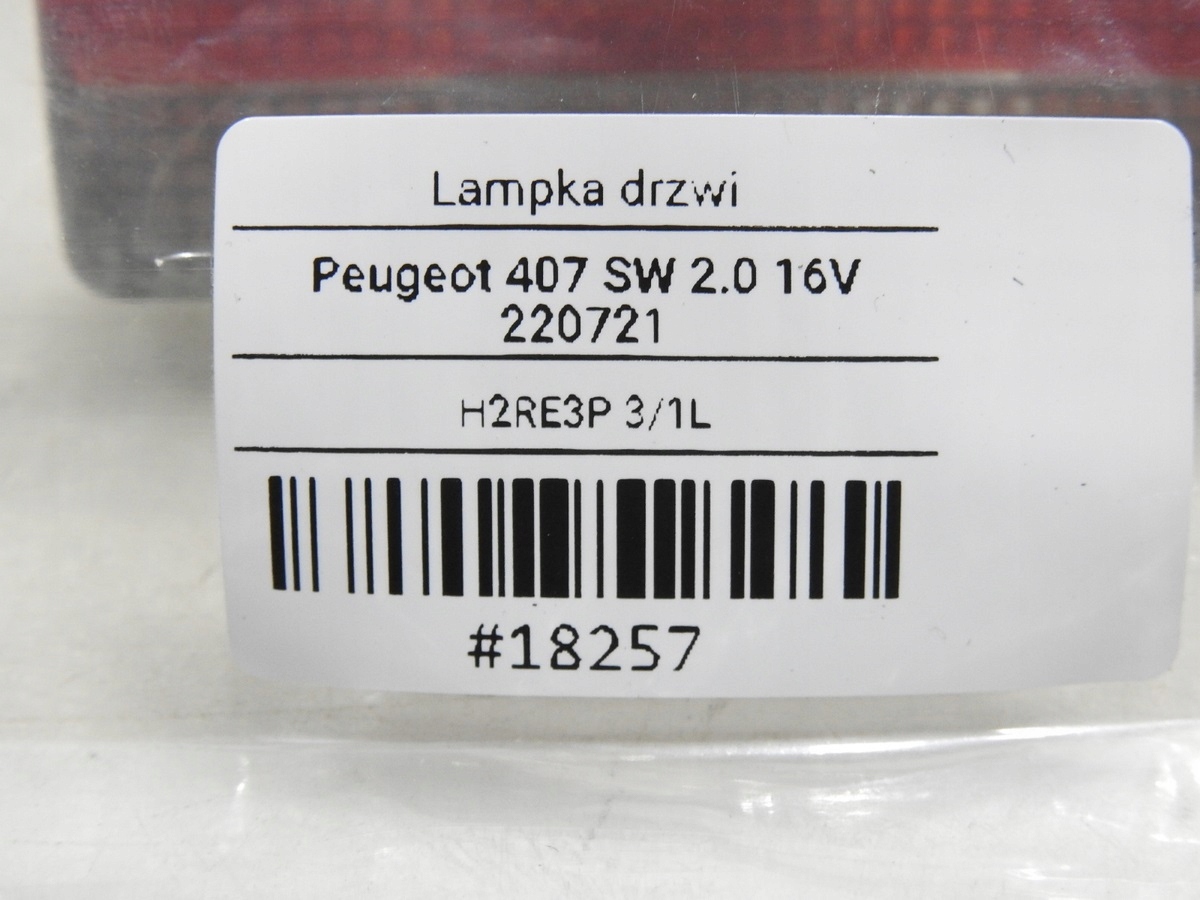 Lampka drzwi
Peugeot 407 SW 2.0 16V
220721
H2RE3P 3/1L
#18257